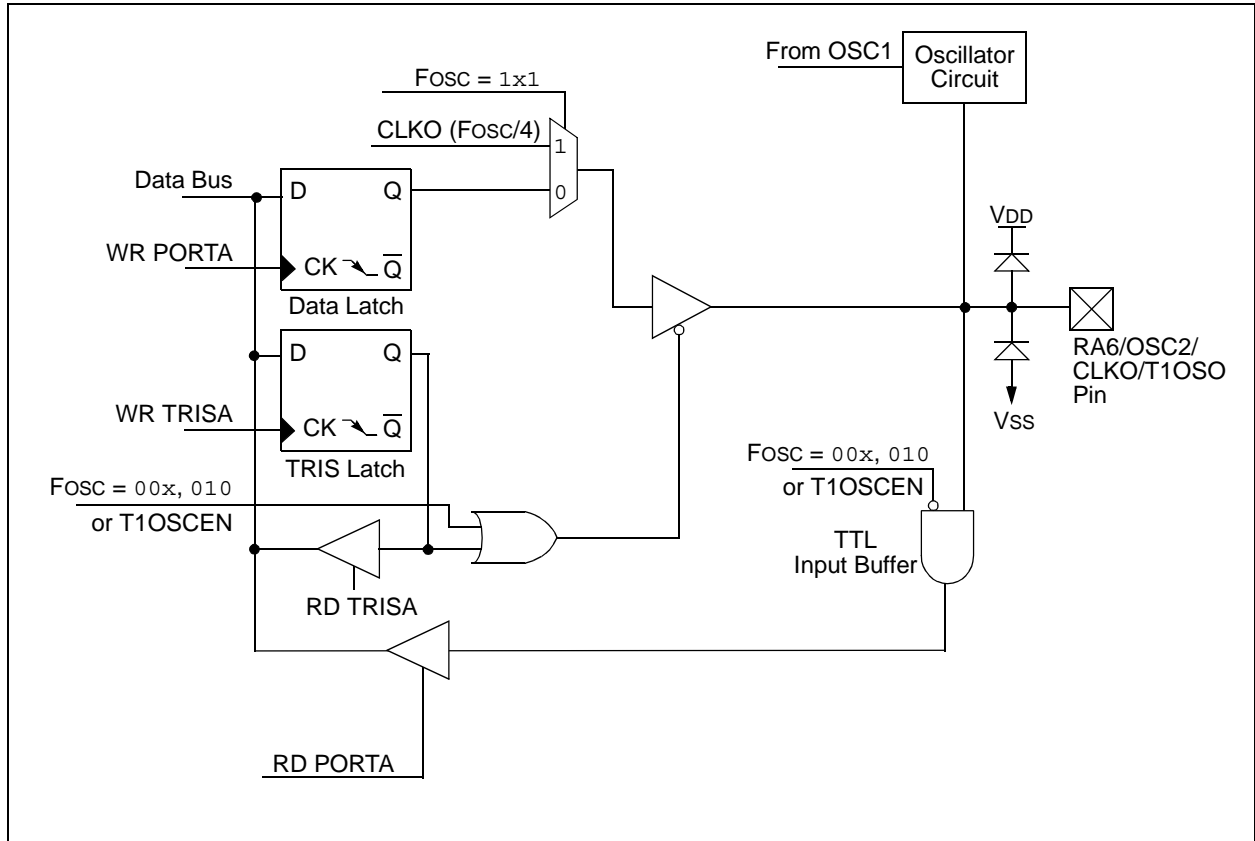 From OSC1
Oscillator
Circuit
FOSC = 1x1
CLKO (FOSC/4)
1
0
Data Bus
D
Q
WR PORTA
CK
Q̅
Data Latch
VDD
RA6/OSC2/
CLKO/T1OSO
Pin
VSS
D
Q
WR TRISA
CK
Q̅
TRIS Latch
FOSC = 00x, 010
or T1OSCEN
FOSC = 00x, 010
or T1OSCEN
TTL
Input Buffer
RD TRISA
RD PORTA